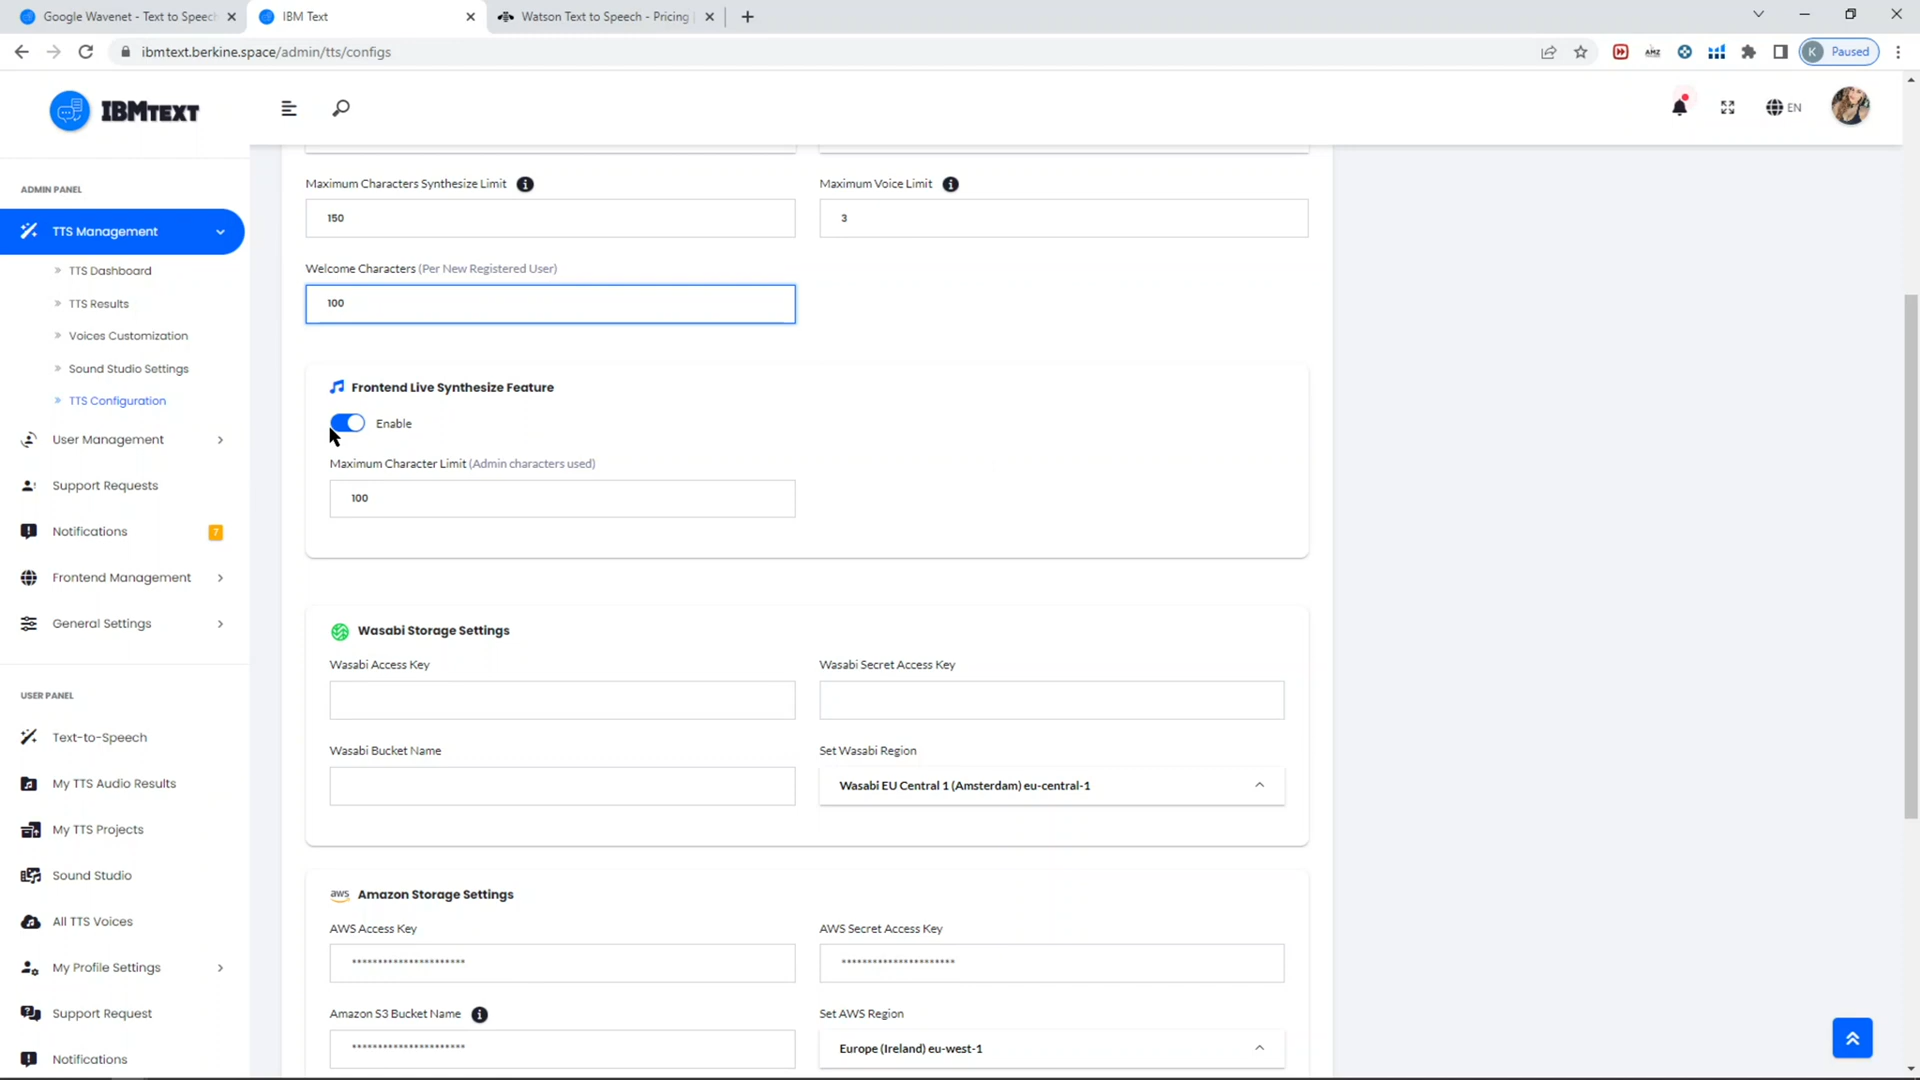 Google Wavenet - Text to Speech
IBM Text
Watson Text to Speech - Pricing
ibmtext.berkine.space/admin/tts/configs
AMZ
K Paused
IBMTEXT
EN
ADMIN PANEL
TTS Management
TTS Dashboard
TTS Results
Voices Customization
Sound Studio Settings
TTS Configuration
User Management
Support Requests
Notifications 7
Frontend Management
General Settings
USER PANEL
Text-to-Speech
My TTS Audio Results
My TTS Projects
Sound Studio
All TTS Voices
My Profile Settings
Support Request
Notifications
Maximum Characters Synthesize Limit
Maximum Voice Limit
150
3
Welcome Characters (Per New Registered User)
100
Frontend Live Synthesize Feature
Enable
Maximum Character Limit (Admin characters used)
100
Wasabi Storage Settings
Wasabi Access Key
Wasabi Secret Access Key
Wasabi Bucket Name
Set Wasabi Region
Wasabi EU Central 1 (Amsterdam) eu-central-1
aws Amazon Storage Settings
AWS Access Key
AWS Secret Access Key
***********************
***********************
Amazon S3 Bucket Name
Set AWS Region
***********************
Europe (Ireland) eu-west-1